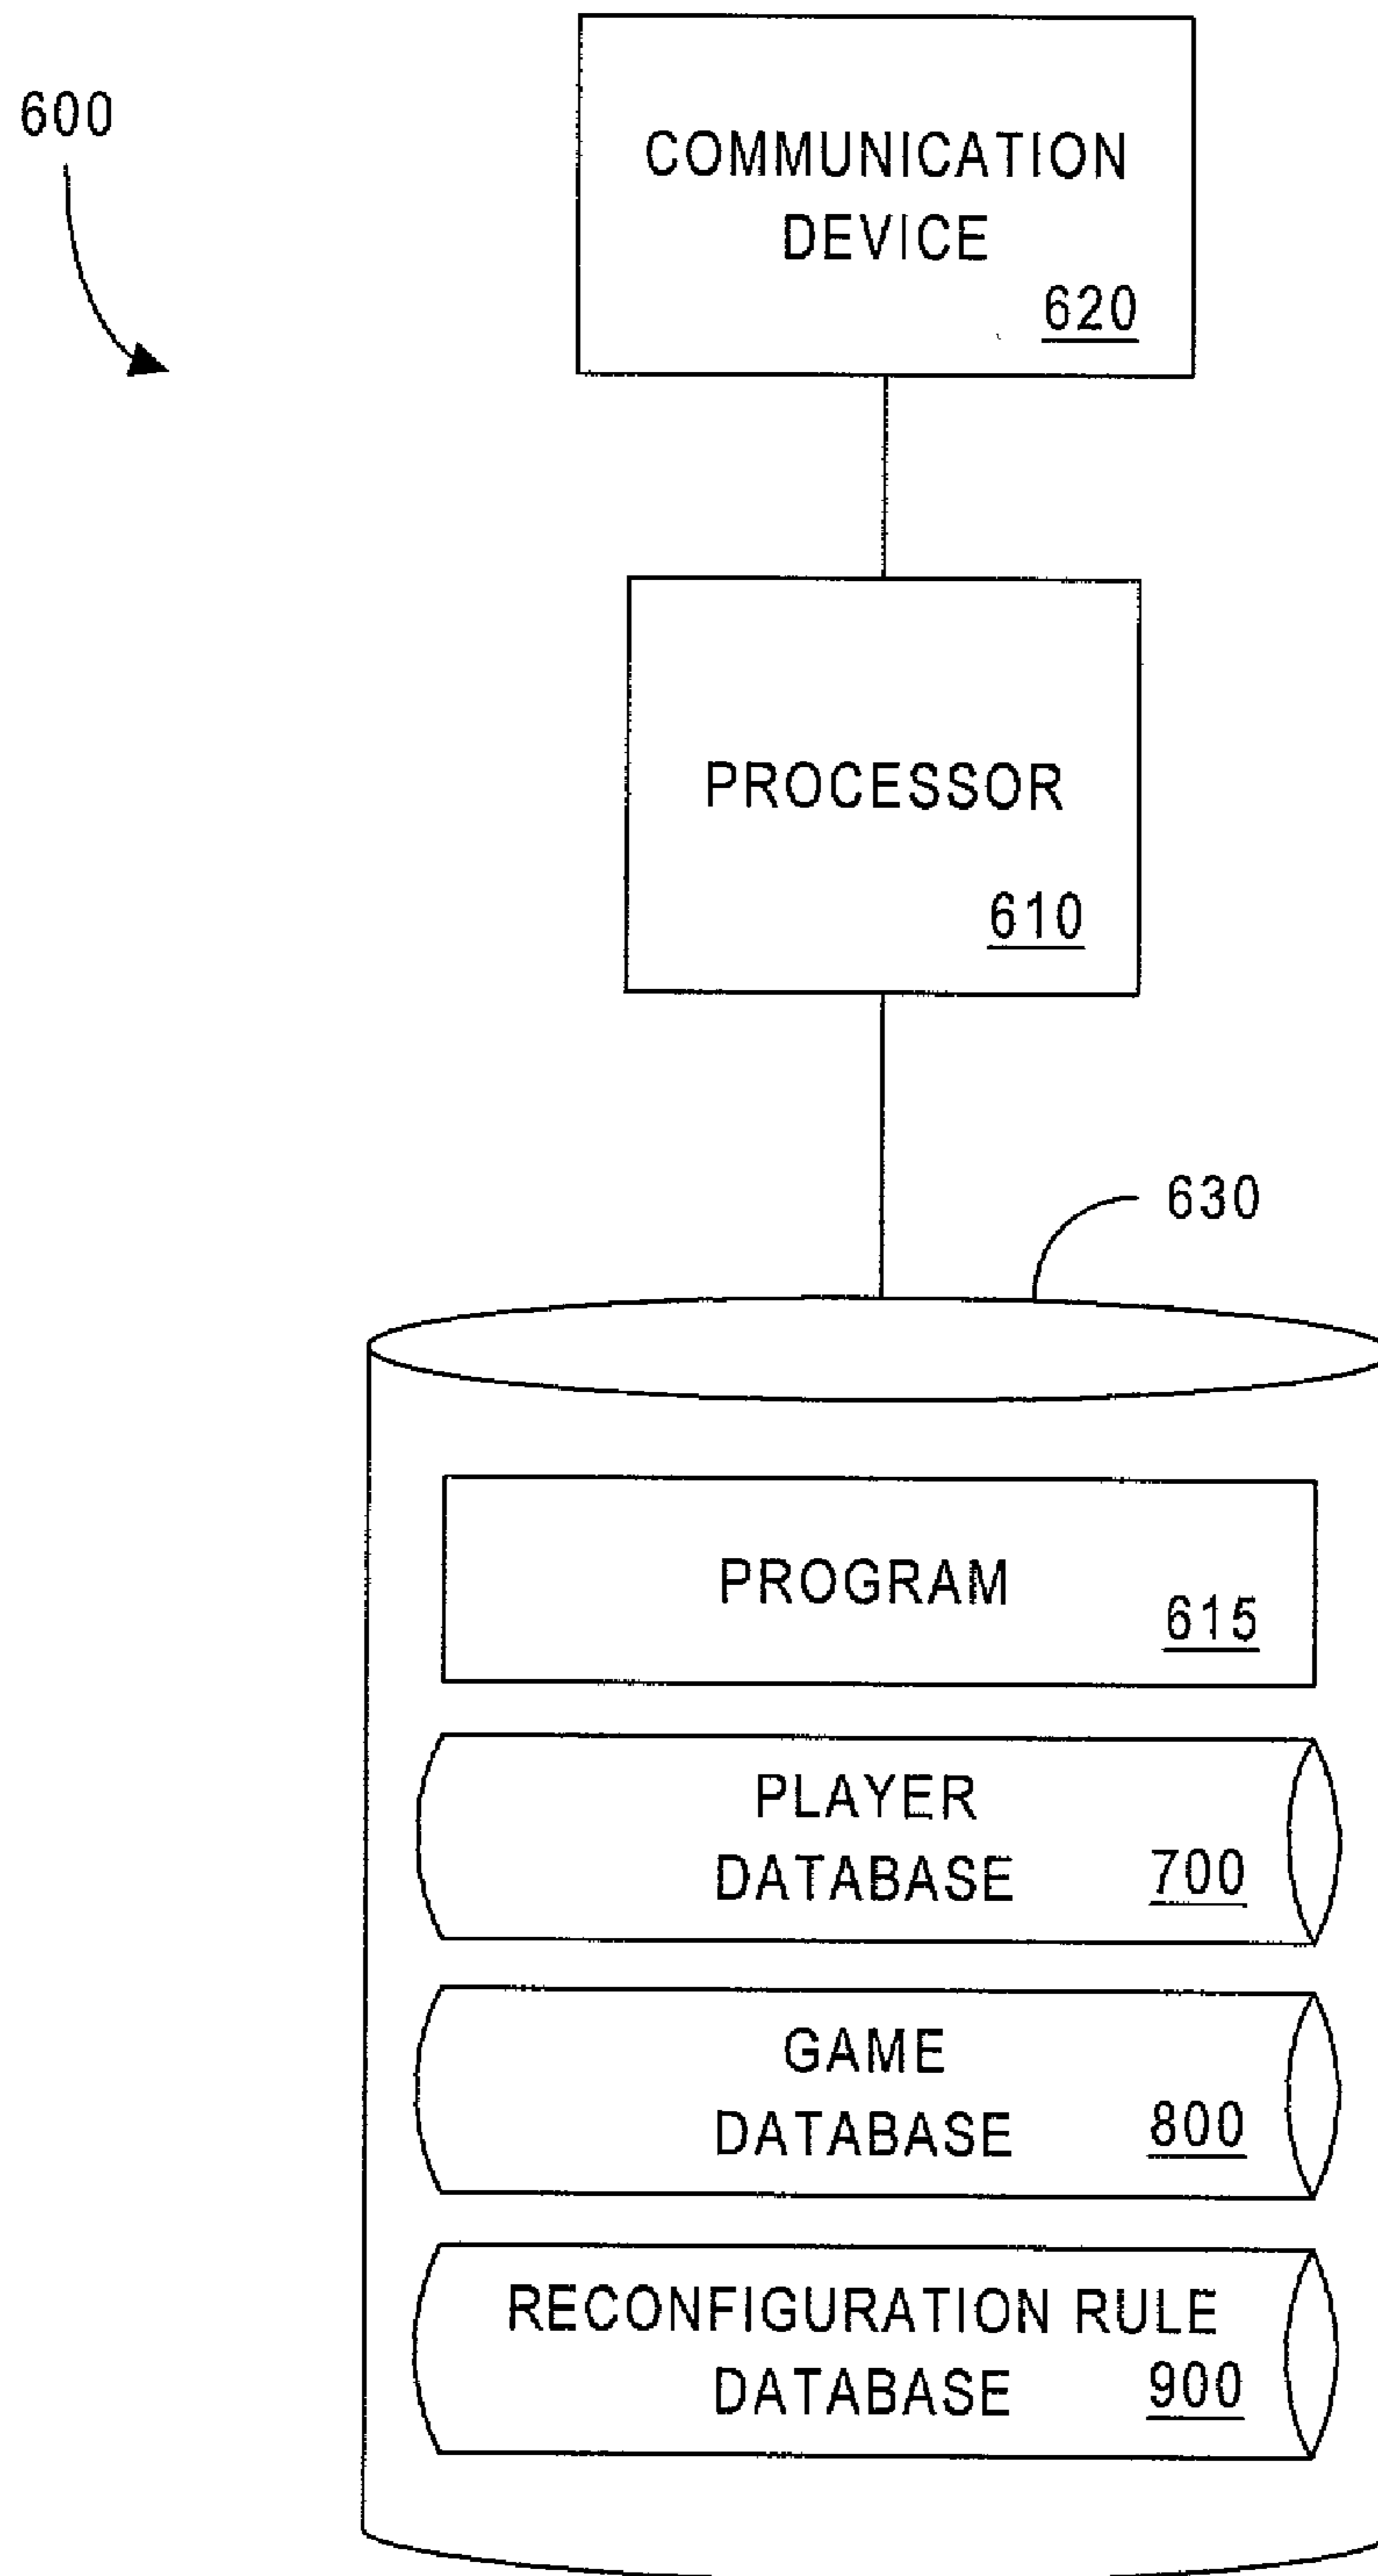 600
COMMUNICATION
DEVICE
620
PROCESSOR
610
630
PROGRAM
615
PLAYER
DATABASE
700
GAME
DATABASE
800
RECONFIGURATION RULE
DATABASE
900